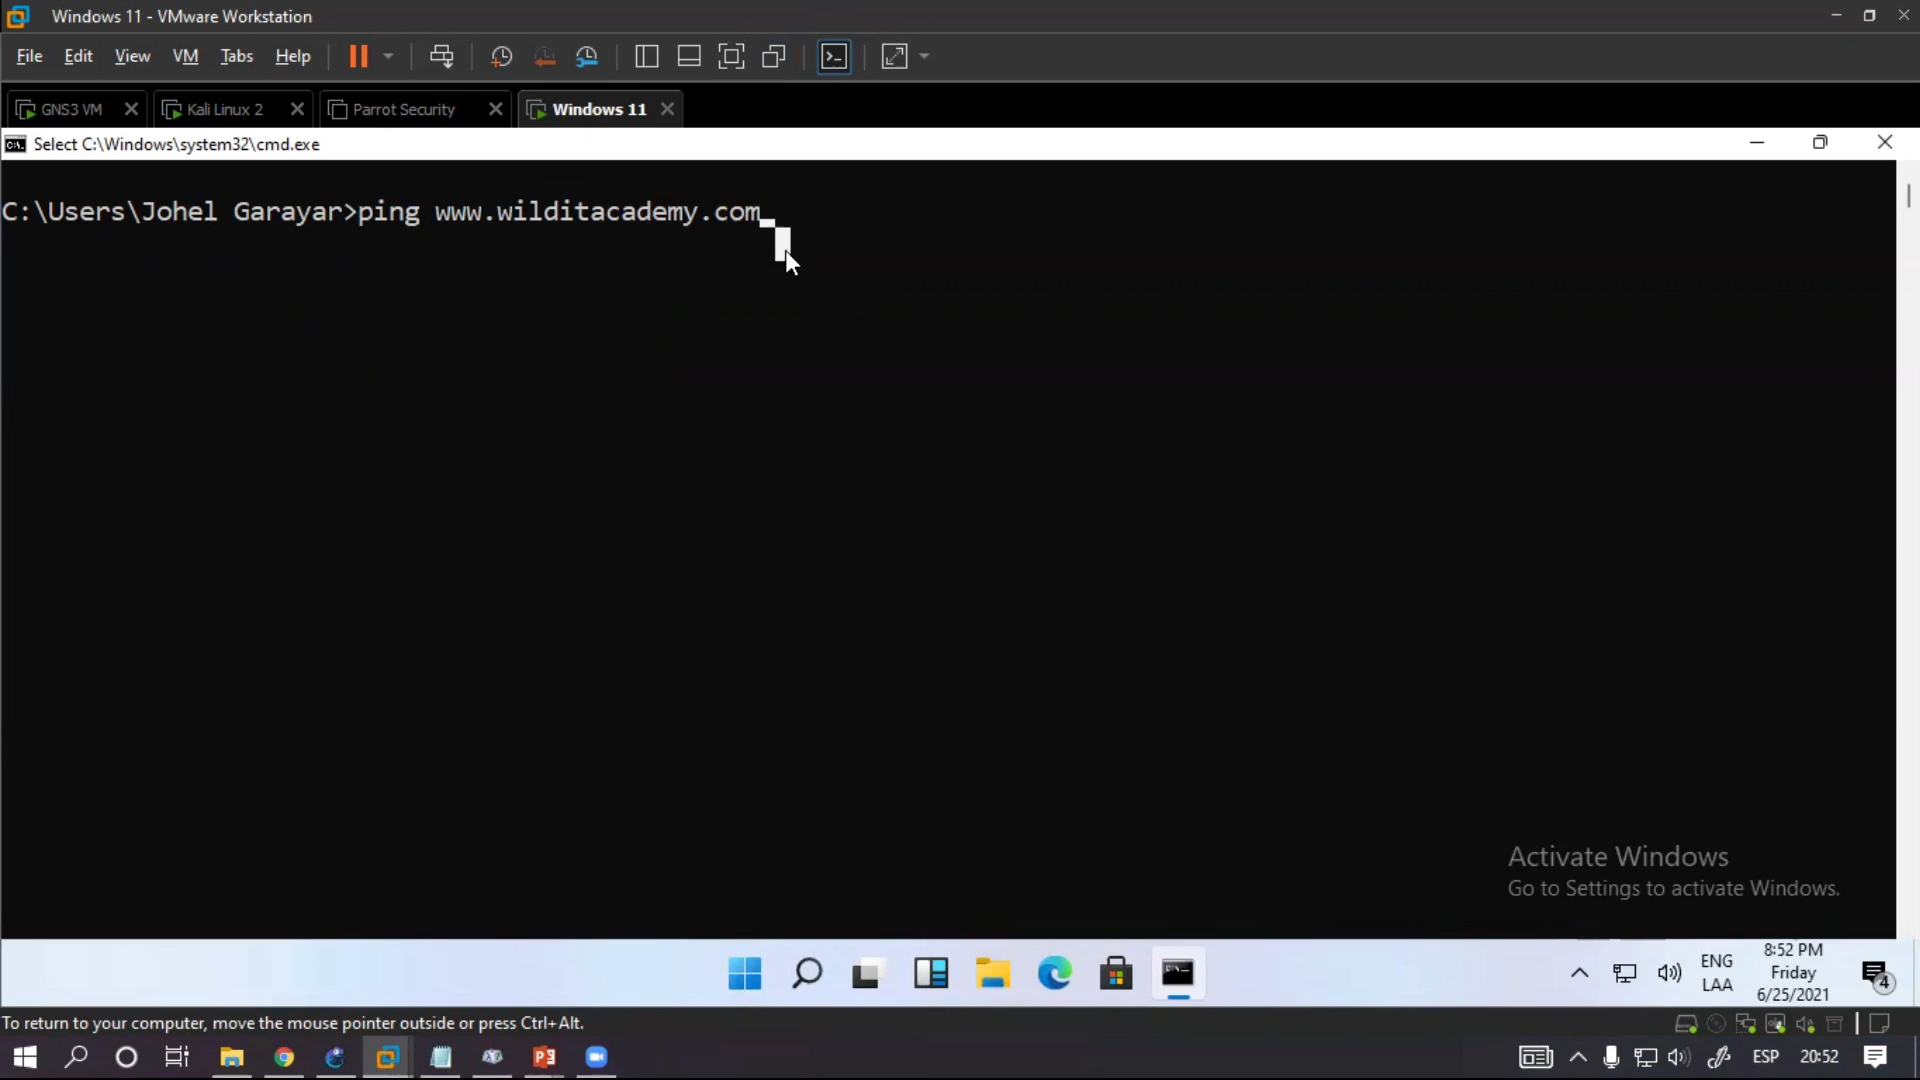 Windows 11 - VMware Workstation
File Edit View VM Tabs Help
GNS3 VM Kali Linux 2 Parrot Security Windows 11
Select C:\Windows\system32\cmd.exe
C:\Users\Johel Garayar>ping www.wilditacademy.com
Activate Windows
Go to Settings to activate Windows.
8:52 PM
ENG
Friday
LAA
6/25/2021
4
To return to your computer, move the mouse pointer outside or press Ctrl+Alt.
ESP 20:52